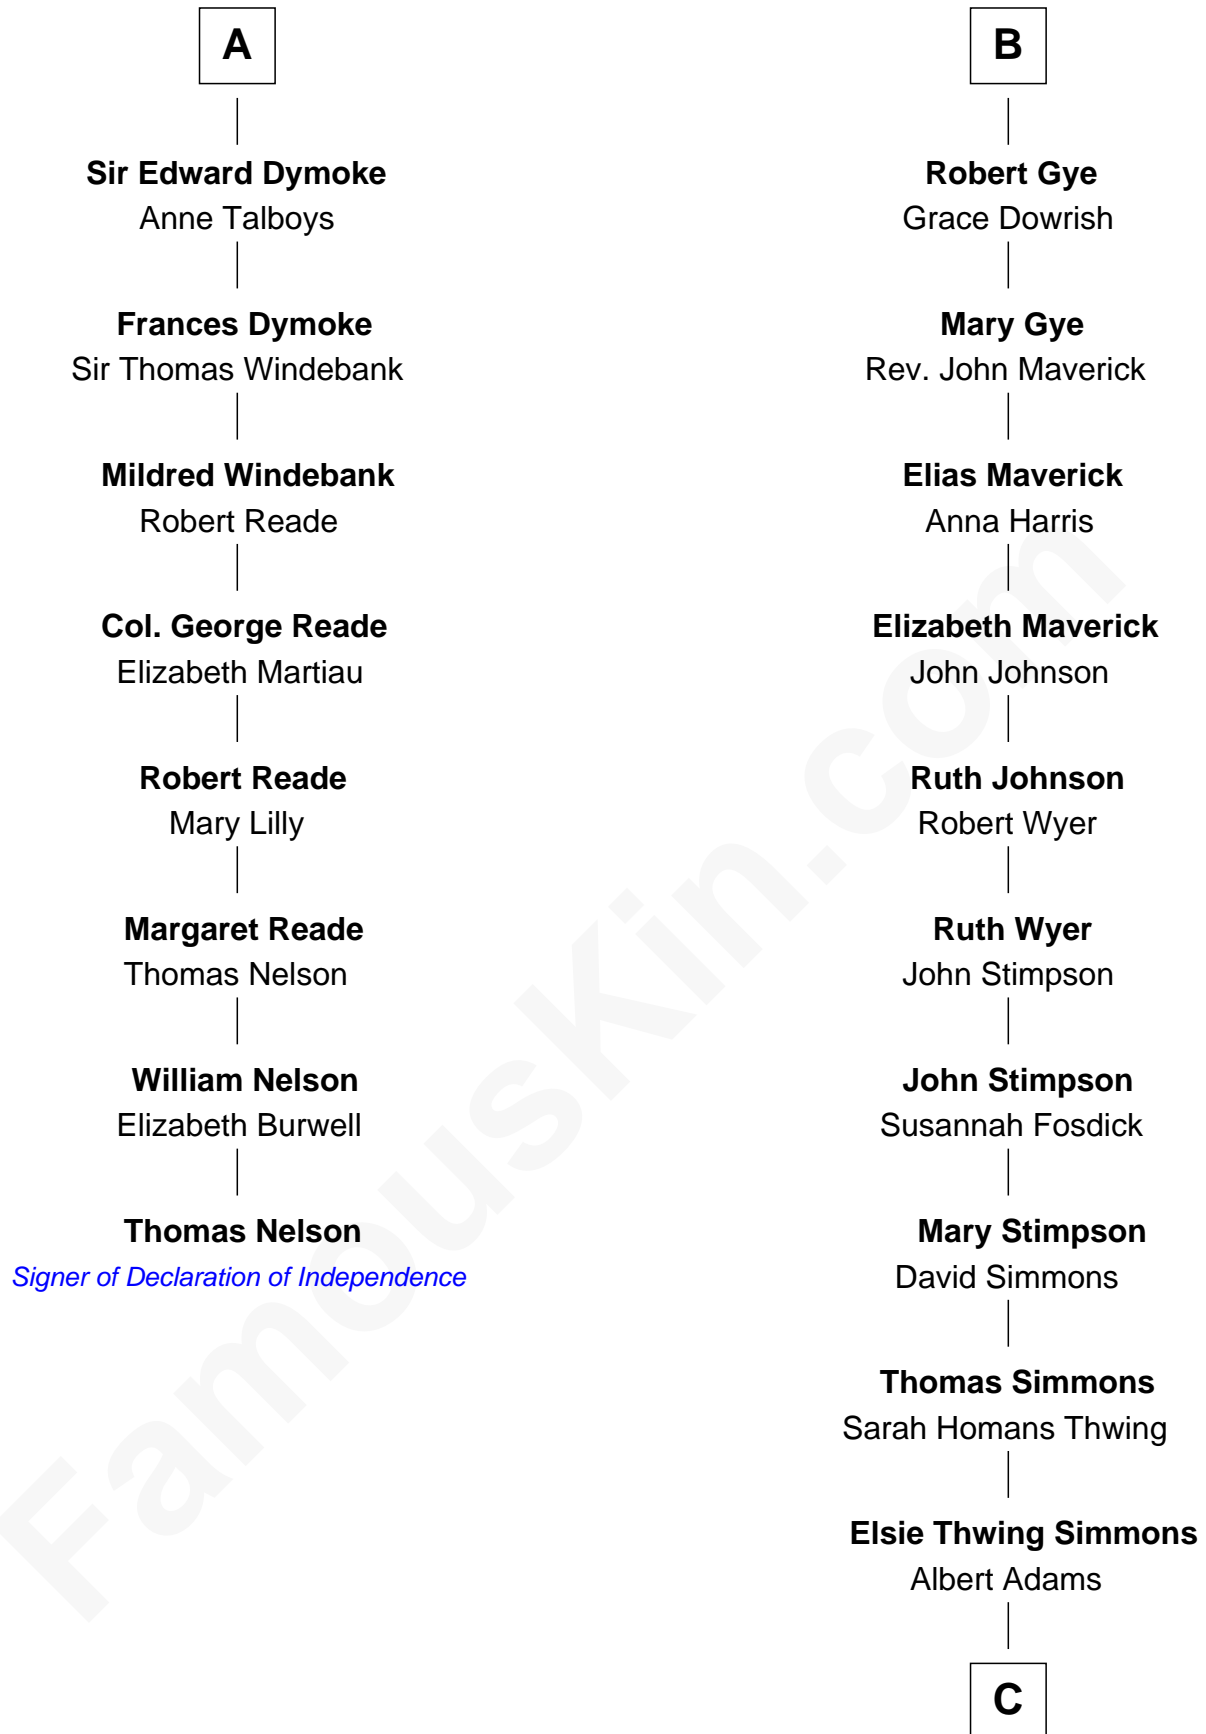 A
Sir Edward Dymoke
Anne Talboys
Frances Dymoke
Sir Thomas Windebank
Mildred Windebank
Robert Reade
Col. George Reade
Elizabeth Martiau
Robert Reade
Mary Lilly
Margaret Reade
Thomas Nelson
William Nelson
Elizabeth Burwell
Thomas Nelson
Signer of Declaration of Independence
B
Robert Gye
Grace Dowrish
Mary Gye
Rev. John Maverick
Elias Maverick
Anna Harris
Elizabeth Maverick
John Johnson
Ruth Johnson
Robert Wyer
Ruth Wyer
John Stimpson
John Stimpson
Susannah Fosdick
Mary Stimpson
David Simmons
Thomas Simmons
Sarah Homans Thwing
Elsie Thwing Simmons
Albert Adams
C
FamousKin.com